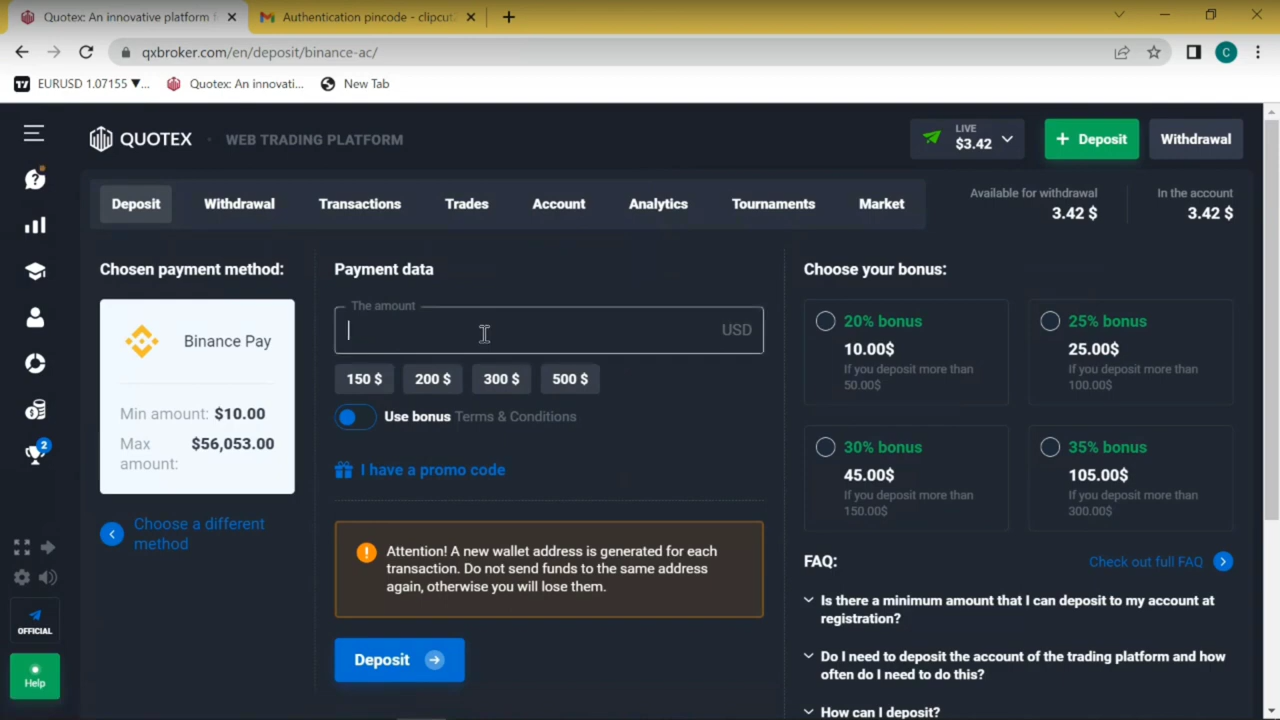 Quotex: An innovative platform f
Authentication pincode - clipcut
qxbroker.com/en/deposit/binance-ac/
C
EURUSD 1.07155 ▼...
Quotex: An innovati...
New Tab
QUOTEX
WEB TRADING PLATFORM
LIVE
$3.42
+ Deposit
Withdrawal
Deposit
Withdrawal
Transactions
Trades
Account
Analytics
Tournaments
Market
Available for withdrawal
3.42 $
In the account
3.42 $
Chosen payment method:
Binance Pay
Min amount: $10.00
Max amount: $56,053.00
Choose a different
method
Payment data
The amount
USD
150 $
200 $
300 $
500 $
Use bonus Terms & Conditions
I have a promo code
Attention! A new wallet address is generated for each
transaction. Do not send funds to the same address
again, otherwise you will lose them.
Deposit
Choose your bonus:
20% bonus
10.00$
If you deposit more than
50.00$
25% bonus
25.00$
If you deposit more than
100.00$
30% bonus
45.00$
If you deposit more than
150.00$
35% bonus
105.00$
If you deposit more than
300.00$
FAQ:
Check out full FAQ
Is there a minimum amount that I can deposit to my account at
registration?
Do I need to deposit the account of the trading platform and how
often do I need to do this?
How can I deposit?
2
OFFICIAL
Help